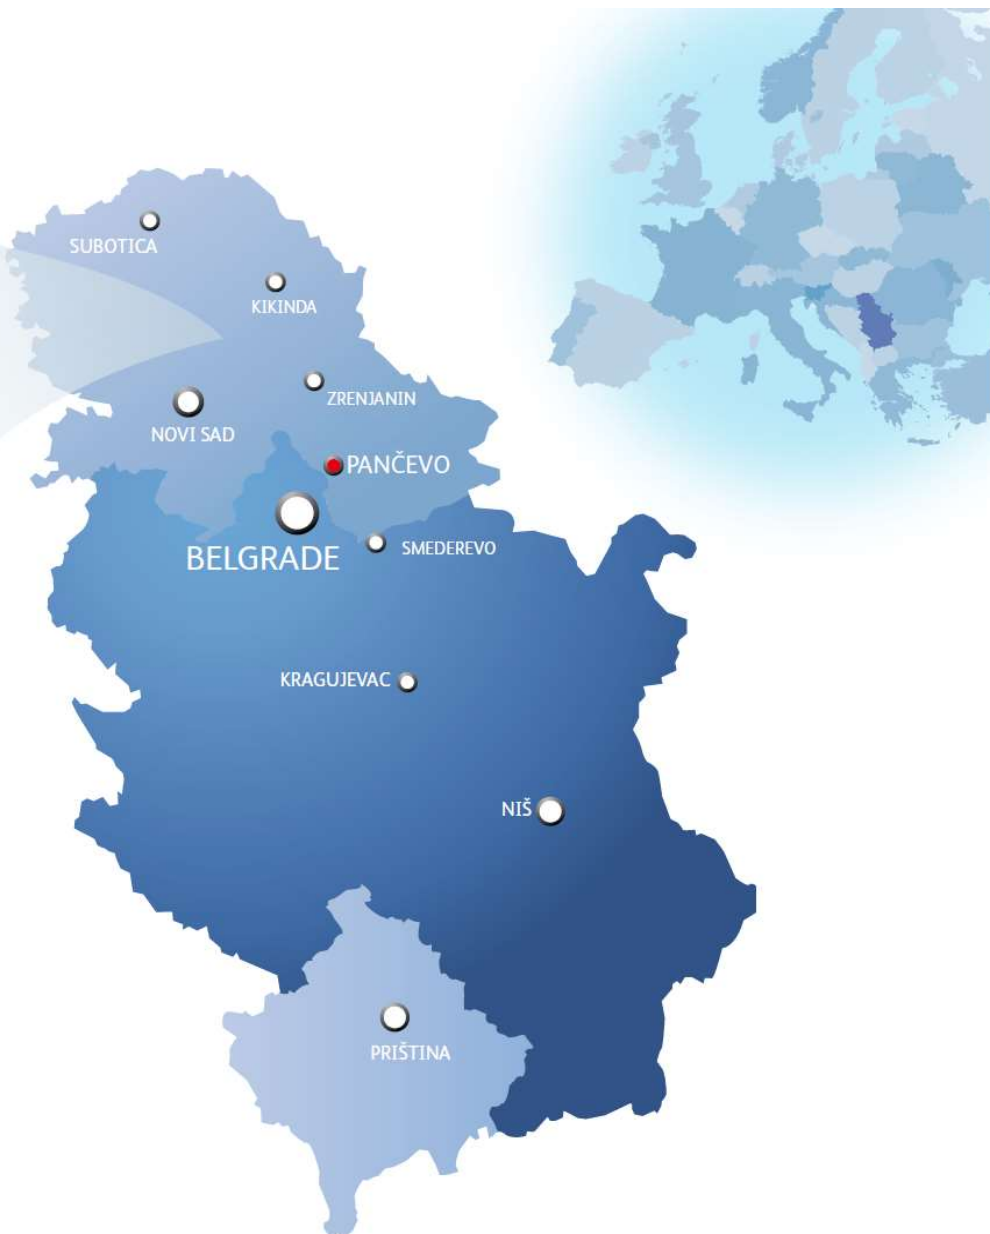 SUBOTICA
KIKINDA
ZRENJANIN
NOVI SAD
PANČEVO
BELGRADE
SMEDEREVO
KRAGUJEVAC
NIŠ
PRIŠTINA